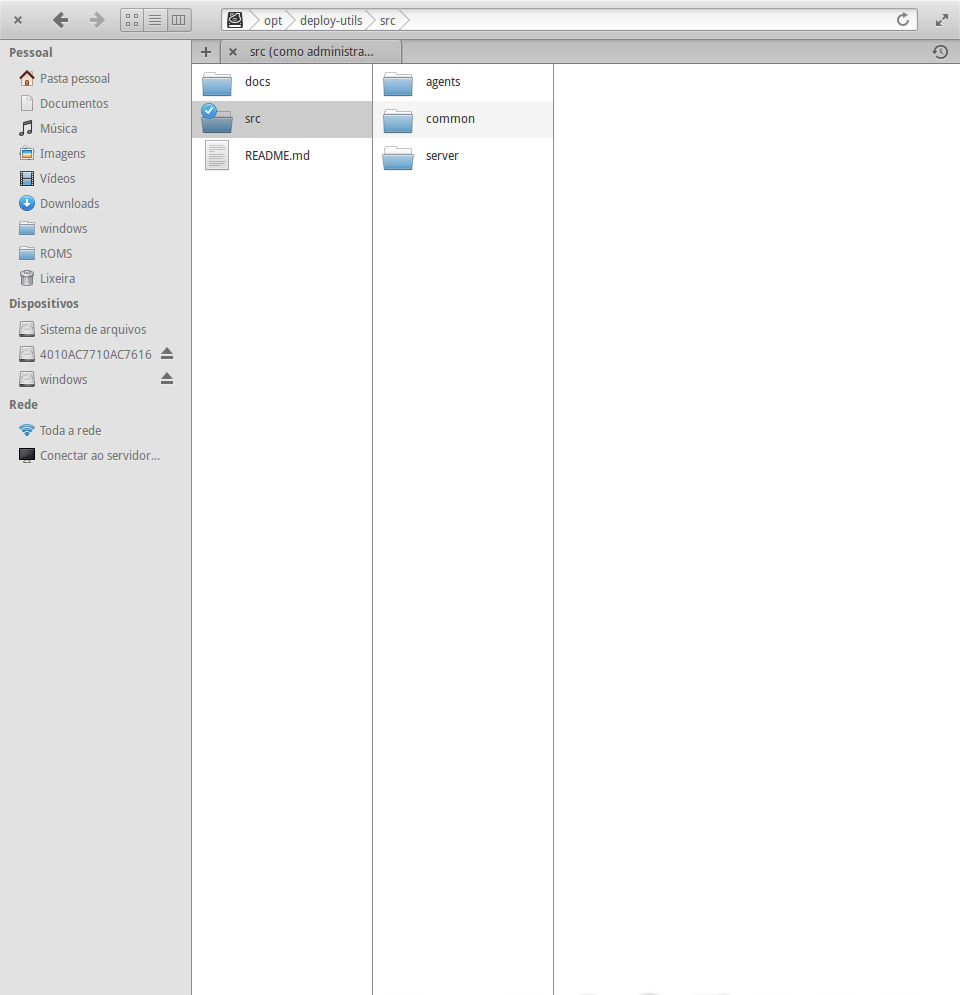 opt
deploy-utils
src
src (como administra...
Pessoal
Pasta pessoal
Documentos
Música
Imagens
Vídeos
Downloads
windows
ROMS
Lixeira
Dispositivos
Sistema de arquivos
4010AC7710AC7616
windows
Rede
Toda a rede
Conectar ao servidor...
docs
src
README.md
agents
common
server